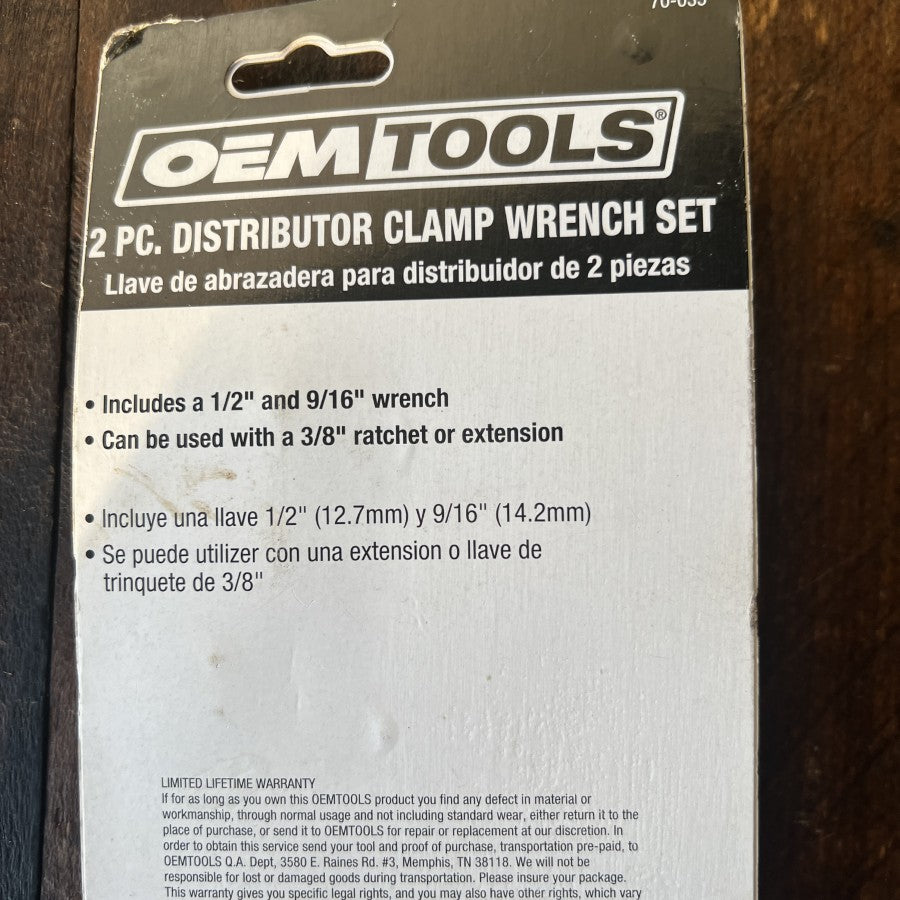 OEMTOOLS®
2 PC. DISTRIBUTOR CLAMP WRENCH SET
Llave de abrazadera para distribuidor de 2 piezas
• Includes a 1/2" and 9/16" wrench
• Can be used with a 3/8" ratchet or extension
• Incluye una llave 1/2" (12.7mm) y 9/16" (14.2mm)
• Se puede utilizer con una extension o llave de
trinquete de 3/8"
LIMITED LIFETIME WARRANTY
If for as long as you own this OEMTOOLS product you find any defect in material or
workmanship, through normal usage and not including standard wear, either return it to the
place of purchase, or send it to OEMTOOLS for repair or replacement at our discretion. In
order to obtain this service send your tool and proof of purchase, transportation pre-paid, to
OEMTOOLS Q.A. Dept, 3580 E. Raines Rd. #3, Memphis, TN 38118. We will not be
responsible for lost or damaged goods during transportation. Please insure your package.
This warranty gives you specific legal rights, and you may also have other rights, which vary